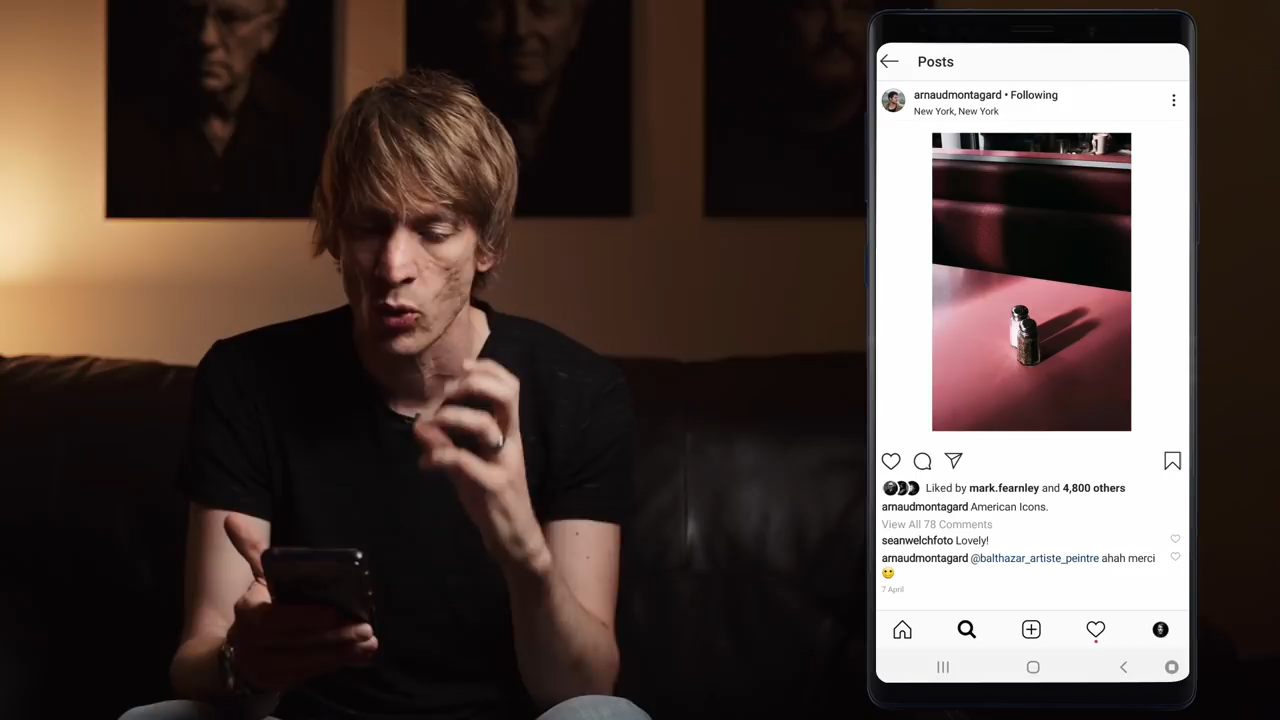 Posts
arnaudmontagard • Following
New York, New York
Liked by mark.fearnley and 4,800 others
arnaudmontagard American Icons.
View All 78 Comments
seanwelchfoto Lovely!
arnaudmontagard @balthazar_artiste_peintre ahah merci
🙂
7 April